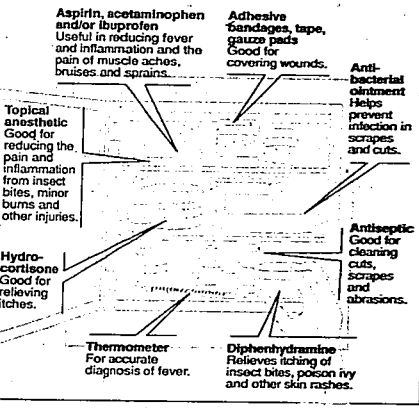 Aspirin, acetaminophen
and/or ibuprofen
Useful in reducing fever
and inflammation and the
pain of muscle aches,
bruises and sprains.
Adhesive
bandages, tape,
gauze pads
Good for
covering wounds.
Anti-
bacterial
ointment
Helps
prevent
infection in
scrapes
and cuts.
Topical
anesthetic
Good for
reducing the
pain and
inflammation
from insect
bites, minor
burns and
other injuries.
Antiseptic
Good for
cleaning
cuts,
scrapes
and
abrasions.
Hydro-
cortisone
Good for
relieving
itches.
Thermometer
For accurate
diagnosis of fever.
Diphenhydramine
Relieves itching of
insect bites, poison ivy
and other skin rashes.